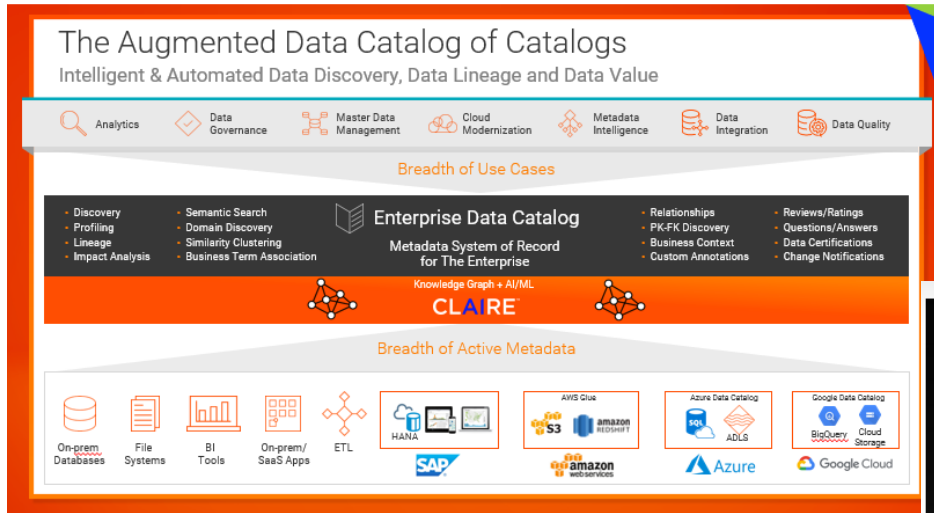 The Augmented Data Catalog of Catalogs
Intelligent & Automated Data Discovery, Data Lineage and Data Value
Analytics
Data
Governance
Master Data
Management
Cloud
Modernization
Metadata
Intelligence
Data
Integration
Data Quality
Breadth of Use Cases
• Discovery
• Profiling
• Lineage
• Impact Analysis
• Semantic Search
• Domain Discovery
• Similarity Clustering
• Business Term Association
Enterprise Data Catalog
Metadata System of Record
for The Enterprise
• Relationships
• PK-FK Discovery
• Business Context
• Custom Annotations
• Reviews/Ratings
• Questions/Answers
• Data Certifications
• Change Notifications
Knowledge Graph + AI/ML
CLAIRE™
Breadth of Active Metadata
On-prem
Databases
File
Systems
BI
Tools
On-prem/
SaaS Apps
ETL
HANA
SAP
AWS Glue
S3
amazon
REDSHIFT
amazon
webservices
Azure Data Catalog
SQL
ADLS
Azure
Google Data Catalog
BigQuery
Cloud
Storage
Google Cloud